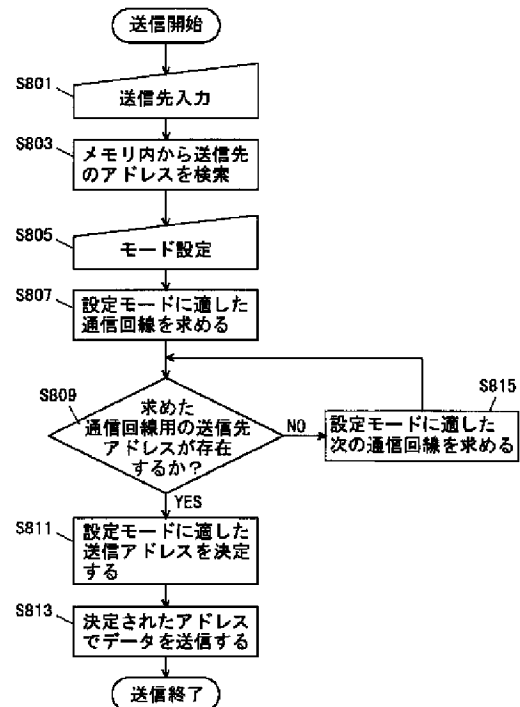 送信開始
S801
送信先入力
S803
メモリ内から送信先
のアドレスを検索
S805
モード設定
S807
設定モードに適した
通信回線を求める
S809
求めた
通信回線用の送信先
アドレスが存在
するか?
NO
S815
設定モードに適した
次の通信回線を求める
YES
S811
設定モードに適した
送信アドレスを決定
する
S813
決定されたアドレス
でデータを送信する
送信終了